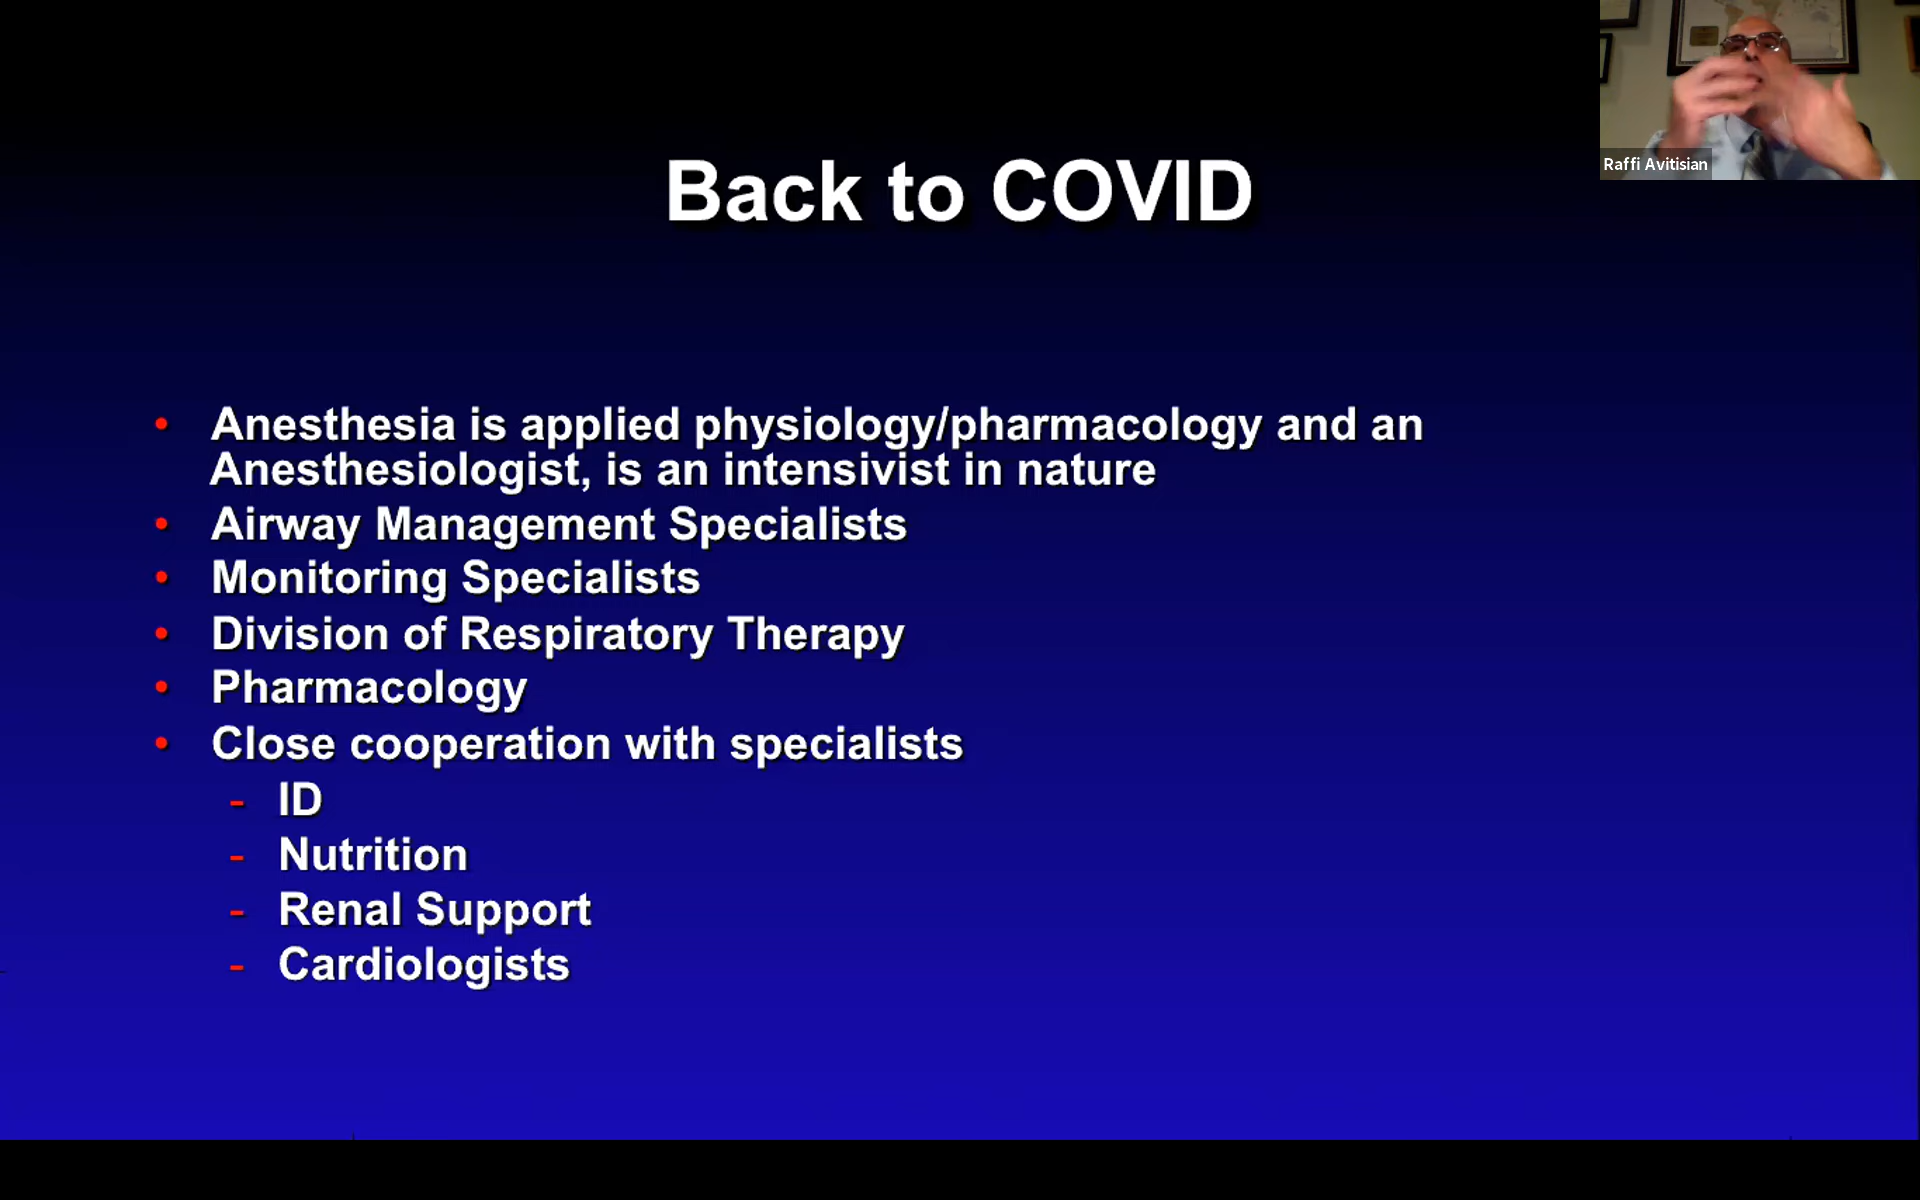 Raffi Avitisian
Back to COVID
• Anesthesia is applied physiology/pharmacology and an
Anesthesiologist, is an intensivist in nature
• Airway Management Specialists
• Monitoring Specialists
• Division of Respiratory Therapy
• Pharmacology
• Close cooperation with specialists
- ID
- Nutrition
- Renal Support
- Cardiologists